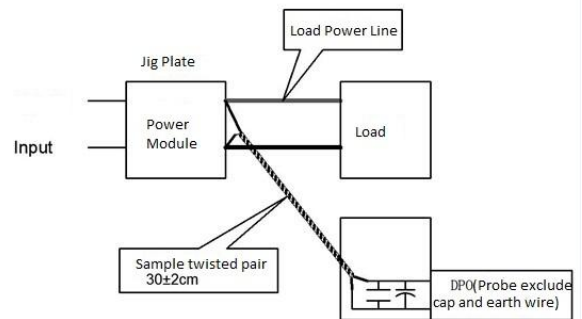 Load Power Line
Jig Plate
Power
Module
Load
Input
Sample twisted pair
30±2cm
DPO(Probe exclude
cap and earth wire)